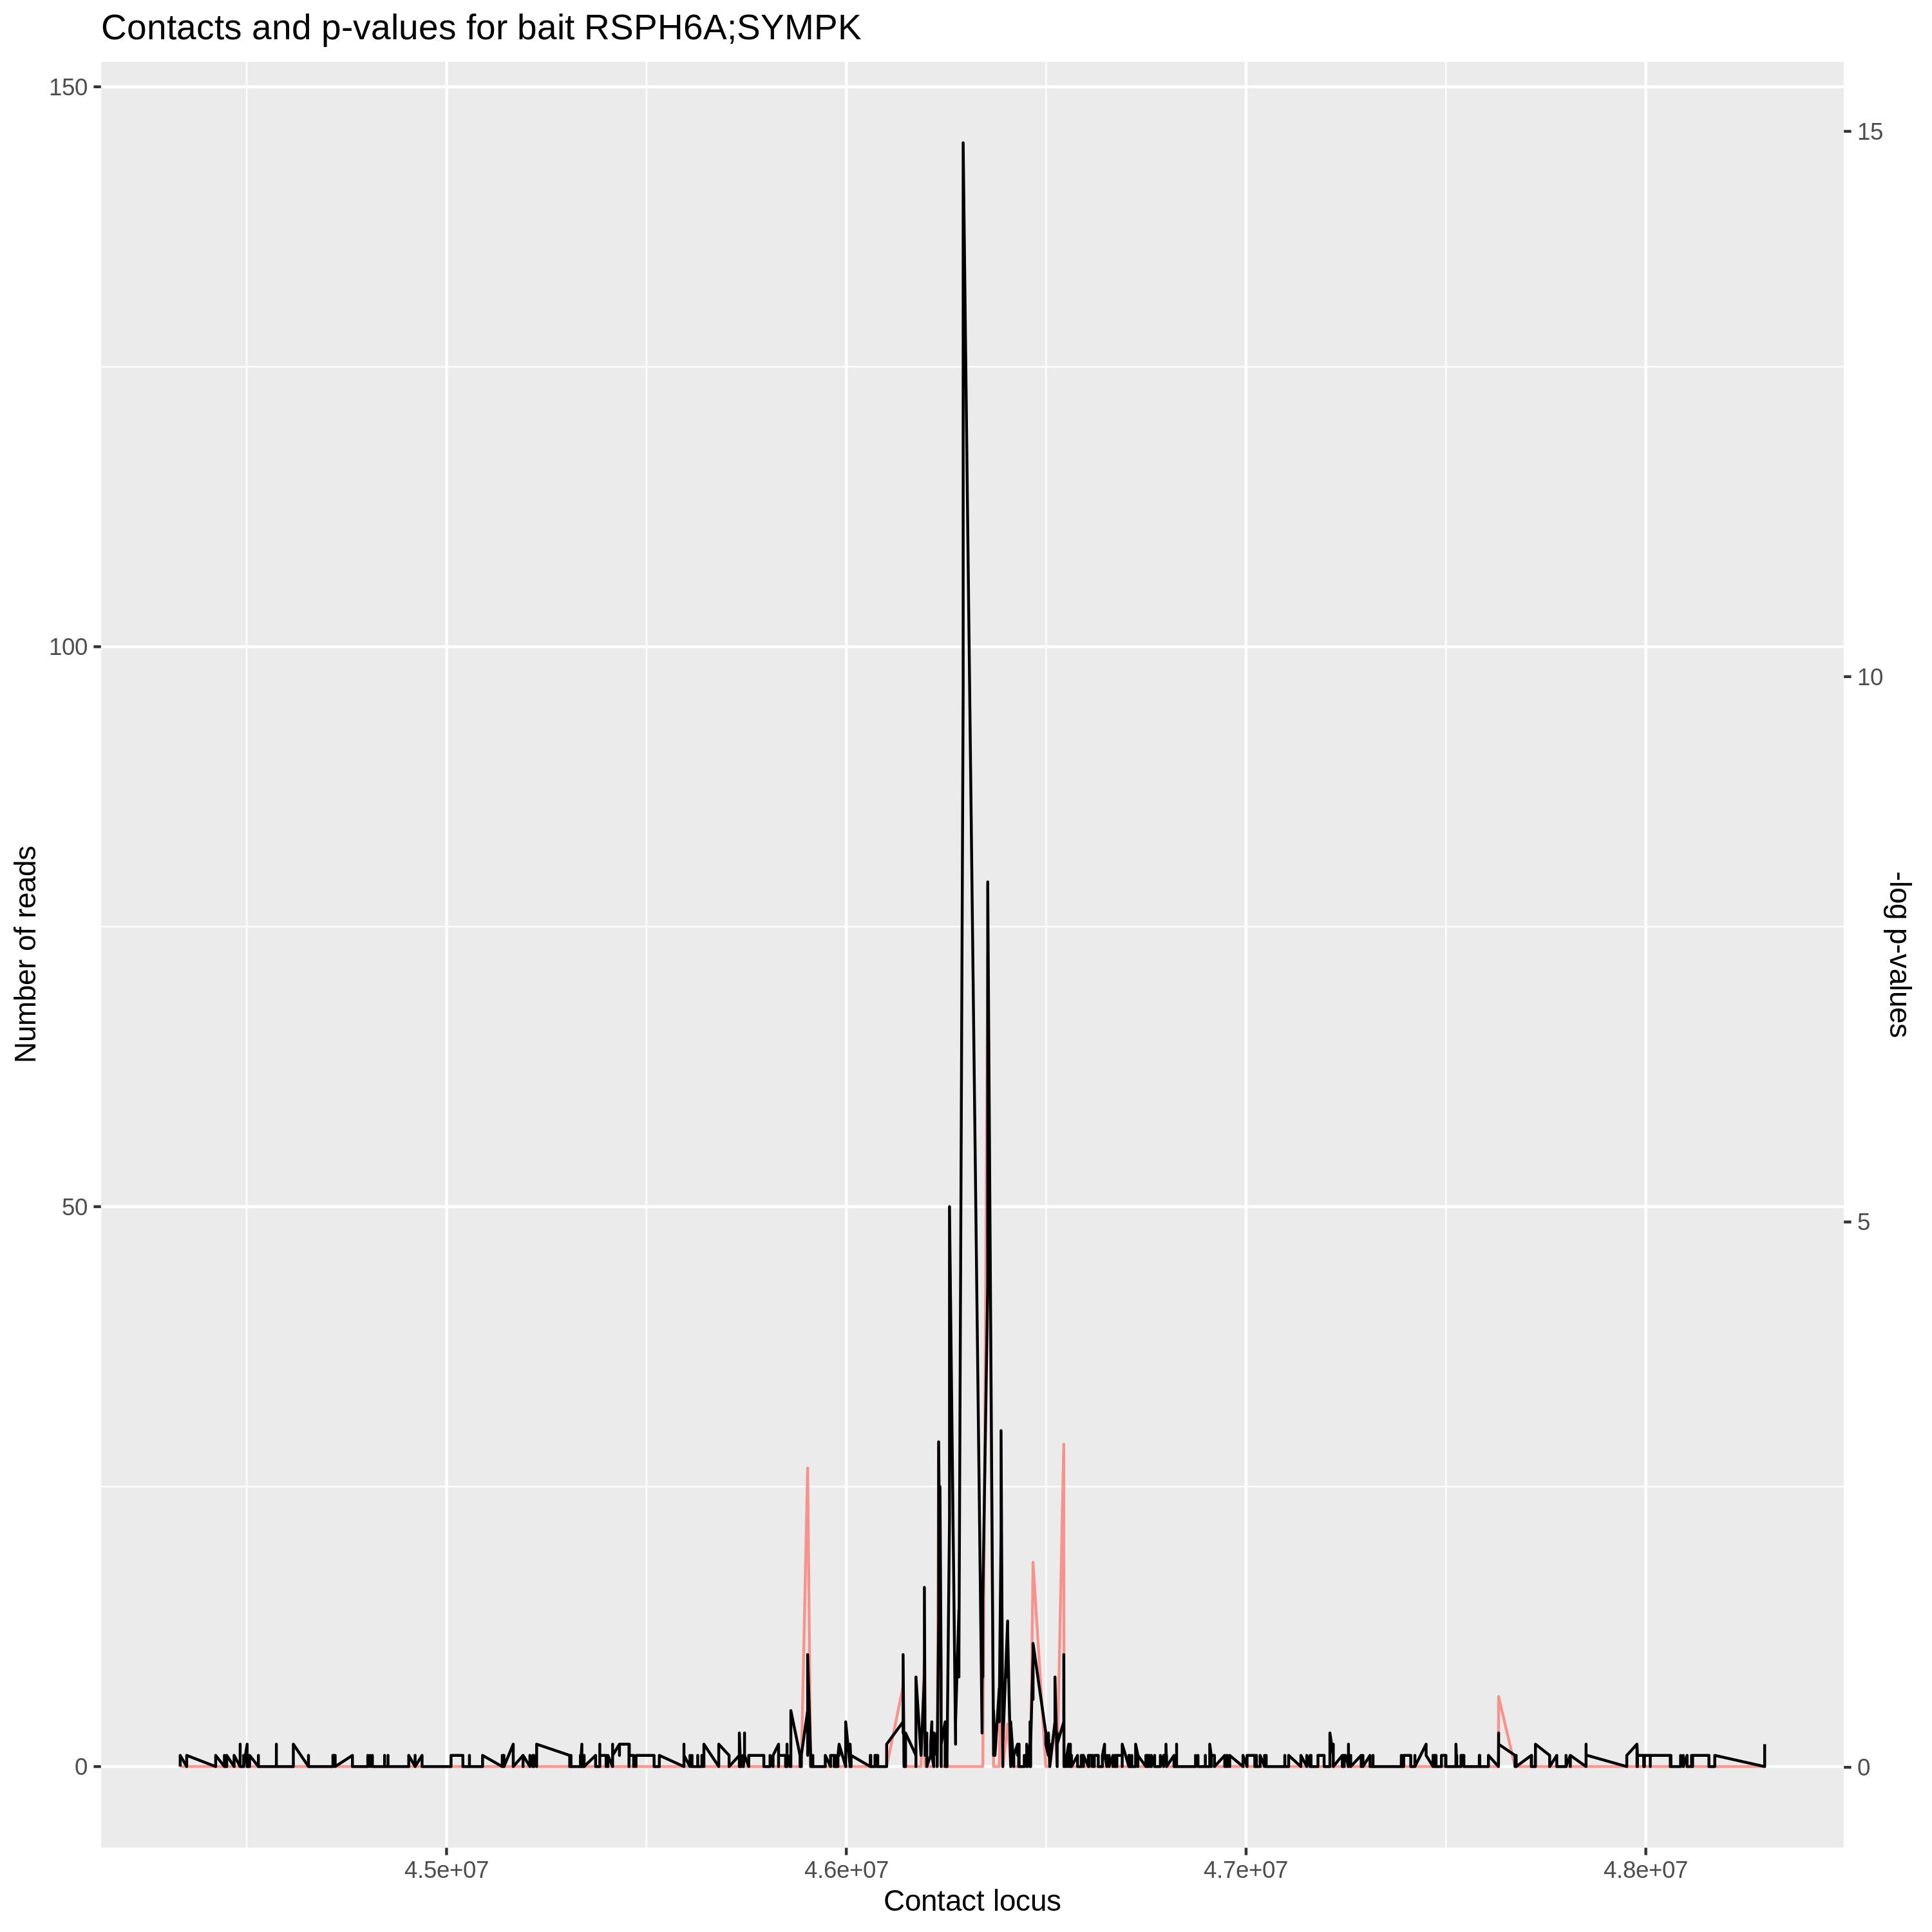 Contacts and p-values for bait RSPH6A;SYMPK
150
100
50
0
Number of reads
15
10
5
0
-log p-values
4.5e+07
4.6e+07
4.7e+07
4.8e+07
Contact locus